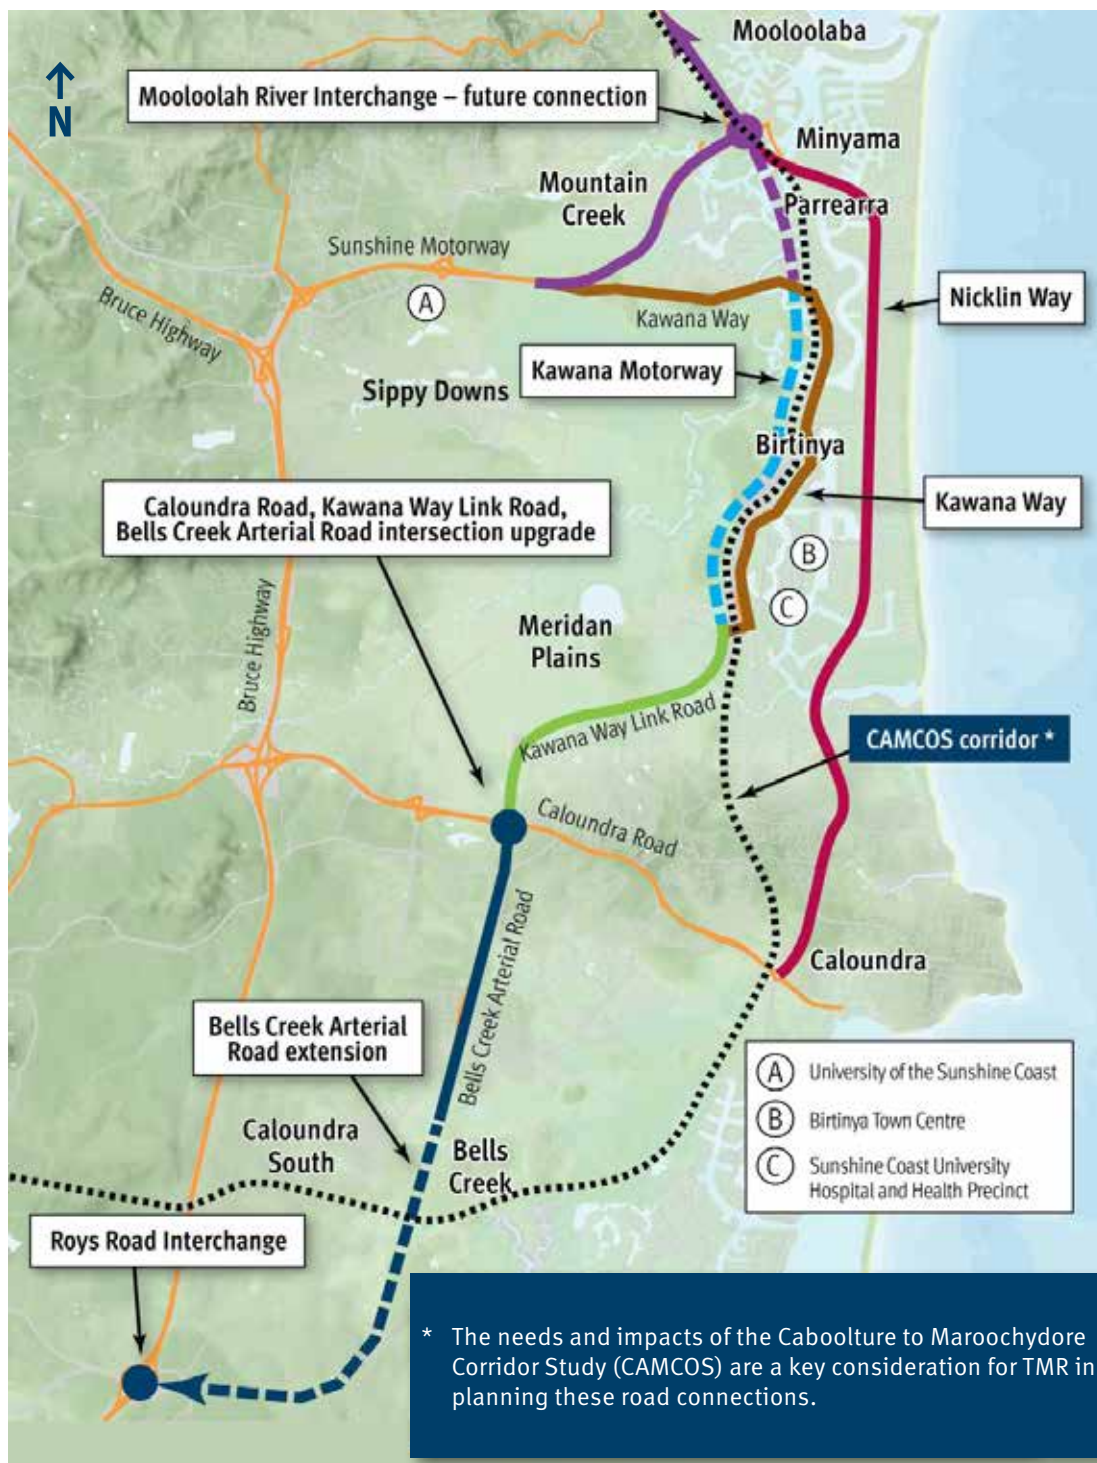 Mooloolaba
N
Mooloolah River Interchange – future connection
Minyama
Mountain
Creek
Parrearra
Sunshine Motorway
A
Bruce Highway
Nicklin Way
Kawana Way
Kawana Motorway
Sippy Downs
Birtinya
Kawana Way
Caloundra Road, Kawana Way Link Road,
Bells Creek Arterial Road intersection upgrade
B
C
Bruce Highway
Meridan
Plains
Kawana Way Link Road
CAMCOS corridor *
Caloundra Road
Bells Creek Arterial Road
Caloundra
Bells Creek Arterial
Road extension
A University of the Sunshine Coast
B Birtinya Town Centre
C Sunshine Coast University
Hospital and Health Precinct
Caloundra
South
Bells
Creek
Roys Road Interchange
* The needs and impacts of the Caboolture to Maroochydore
Corridor Study (CAMCOS) are a key consideration for TMR in
planning these road connections.